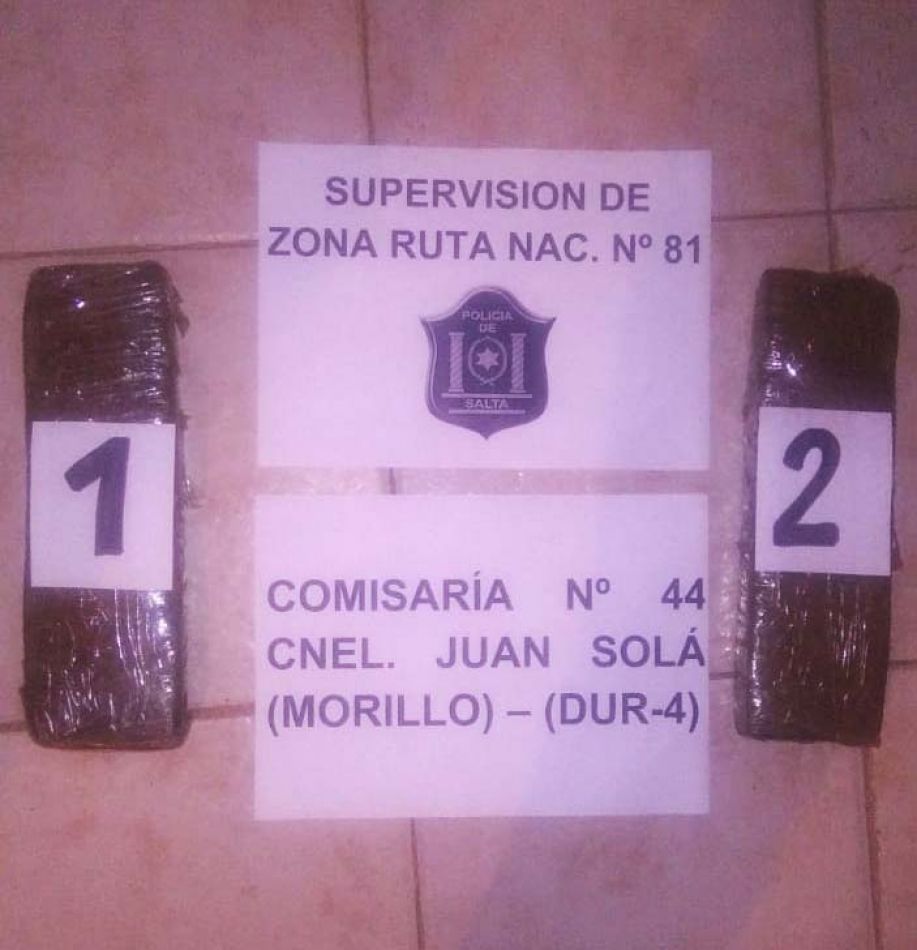 SUPERVISION DE
ZONA RUTA NAC. Nº 81
POLICIA
DE
SALTA
1
2
COMISARÍA Nº 44
CNEL. JUAN SOLÁ
(MORILLO) – (DUR-4)